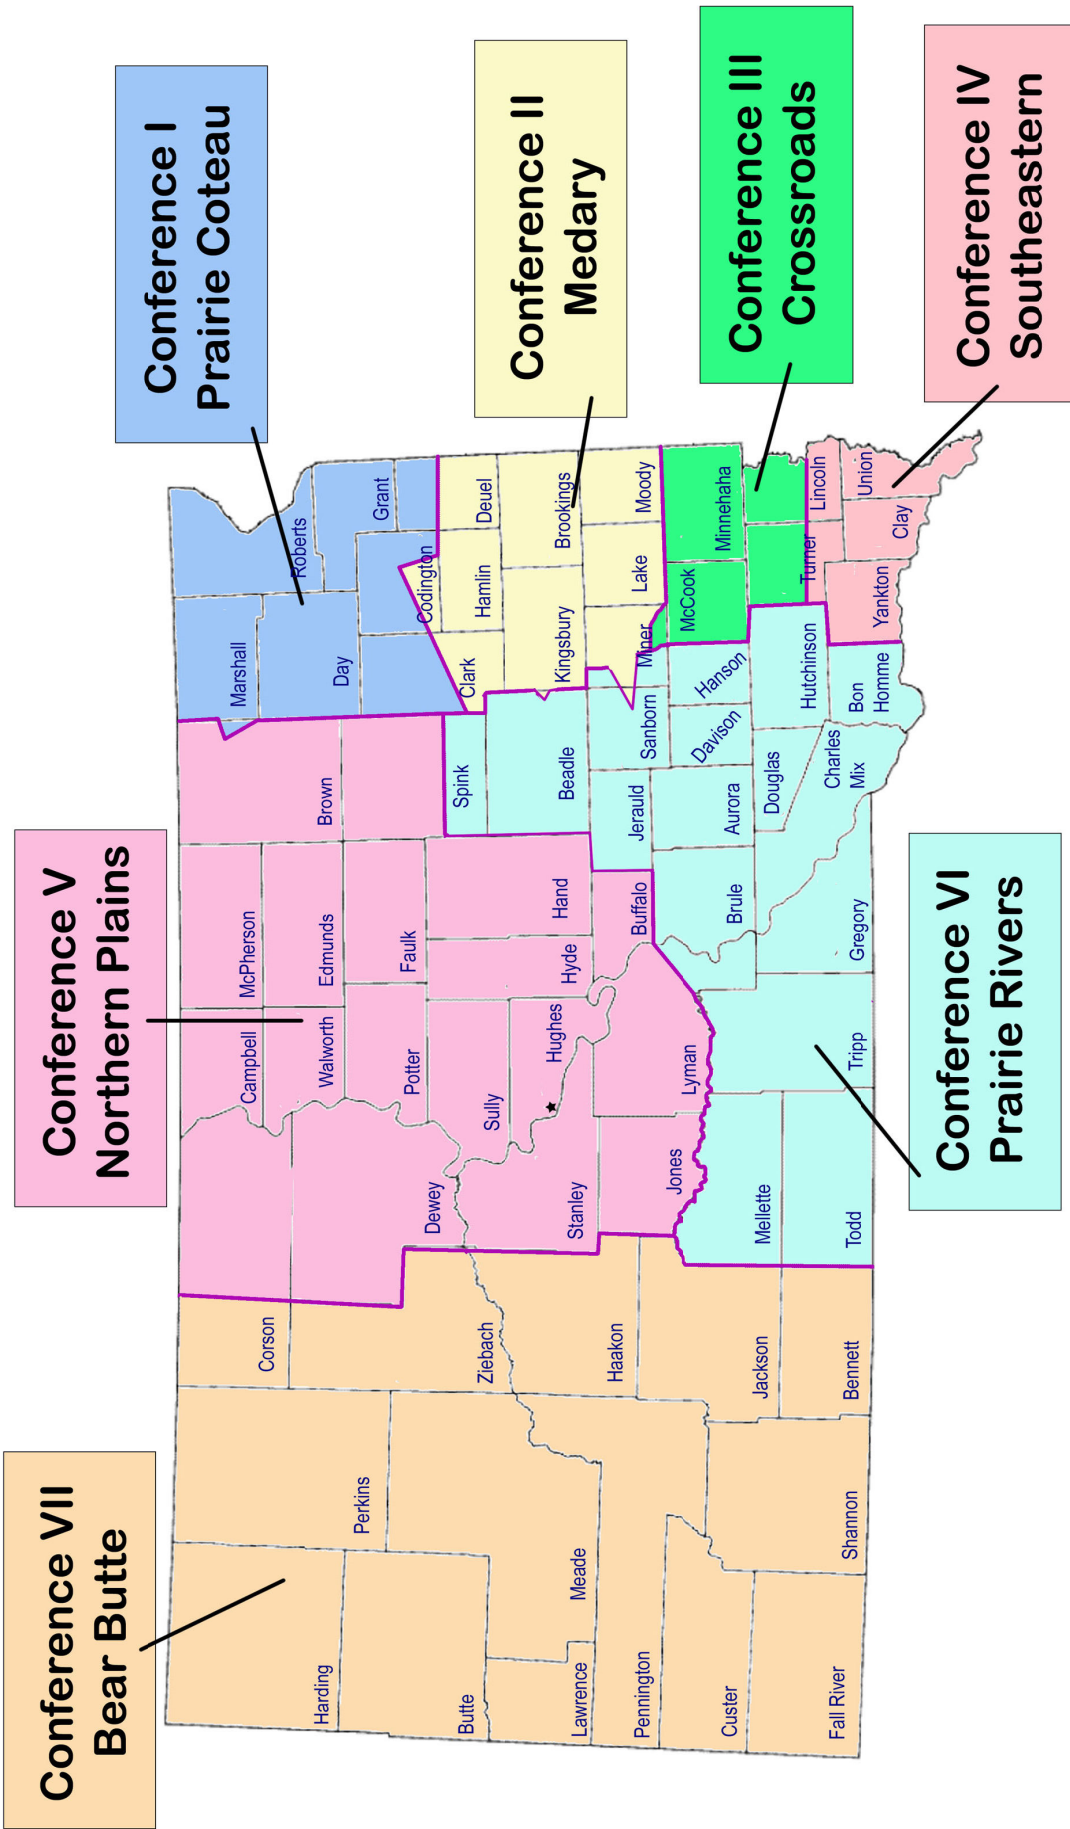 Conference VII
Bear Butte
Conference V
Northern Plains
Conference I
Prairie Coteau
Conference II
Medary
Conference III
Crossroads
Conference IV
Southeastern
Conference VI
Prairie Rivers
Harding
Perkins
Corson
Campbell
McPherson
Brown
Marshall
Roberts
Day
Walworth
Edmunds
Grant
Butte
Ziebach
Dewey
Potter
Faulk
Spink
Clark
Codington
Deuel
Hamlin
Meade
Sully
Lawrence
Haakon
Stanley
Hughes
Hyde
Hand
Beadle
Kingsbury
Brookings
Pennington
Jones
Lyman
Buffalo
Jerauld
Sanborn
Miner
Lake
Moody
Custer
Jackson
Mellette
Brule
Aurora
Davison
Hanson
McCook
Minnehaha
Fall River
Shannon
Bennett
Todd
Tripp
Gregory
Douglas
Charles
Mix
Hutchinson
Turner
Lincoln
Bon
Homme
Yankton
Clay
Union